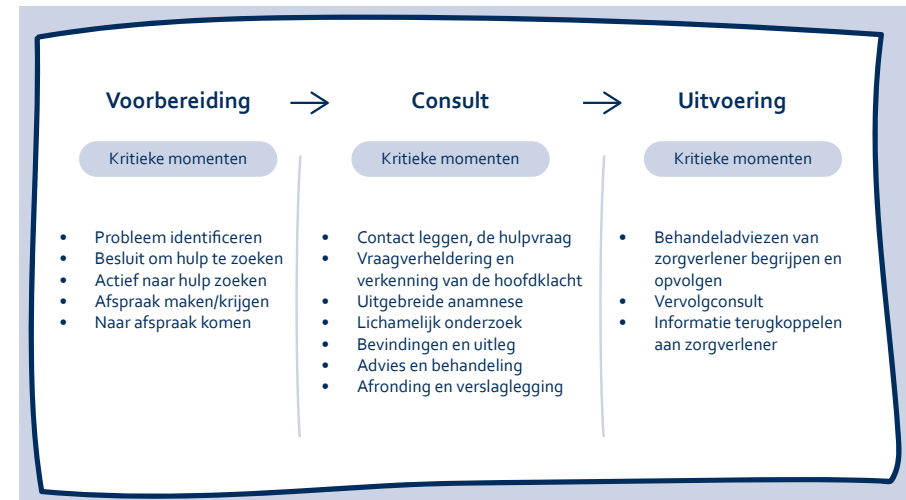 Voorbereiding → Consult → Uitvoering
Kritieke momenten
• Probleem identificeren
• Besluit om hulp te zoeken
• Actief naar hulp zoeken
• Afspraak maken/krijgen
• Naar afspraak komen
Kritieke momenten
• Contact leggen, de hulpvraag
• Vraagverheldering en
verkenning van de hoofdklacht
• Uitgebreide anamnese
• Lichamelijk onderzoek
• Bevindingen en uitleg
• Advies en behandeling
• Afronding en verslaglegging
Kritieke momenten
• Behandeladviezen van
zorgverlener begrijpen en
opvolgen
• Vervolgconsult
• Informatie terugkoppelen
aan zorgverlener